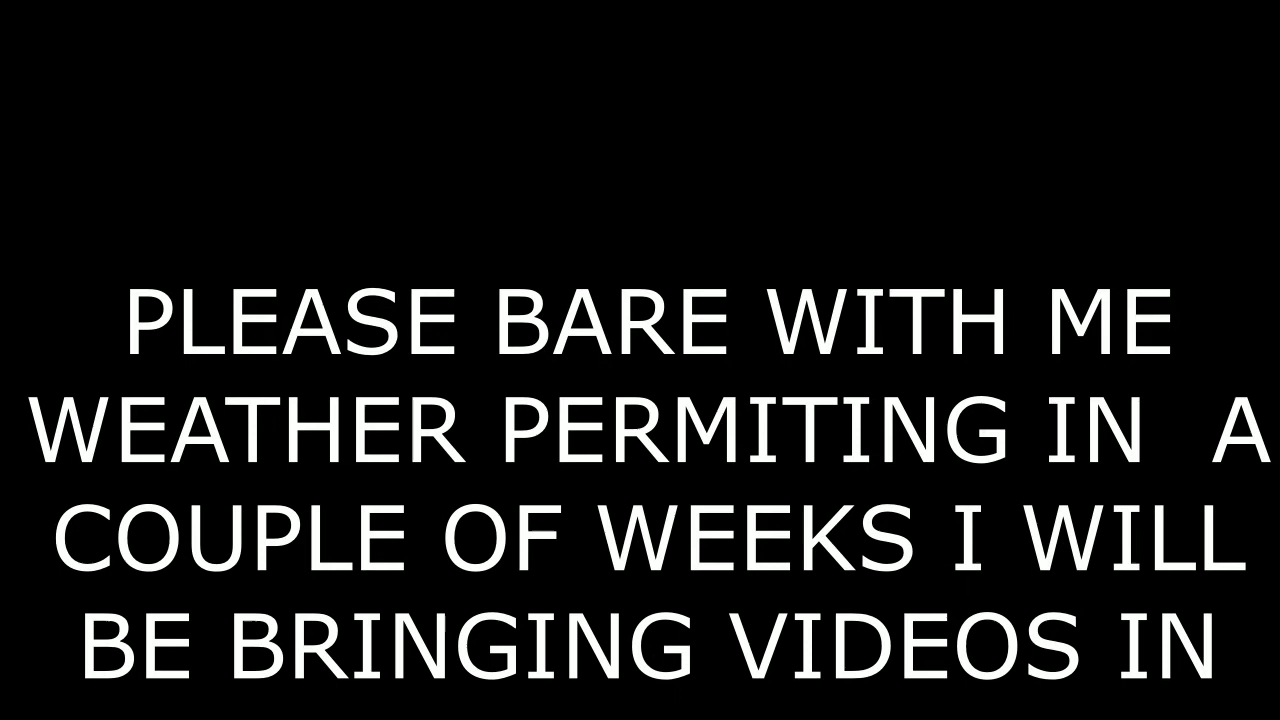 PLEASE BARE WITH ME
WEATHER PERMITING IN  A
COUPLE OF WEEKS I WILL
BE BRINGING VIDEOS IN